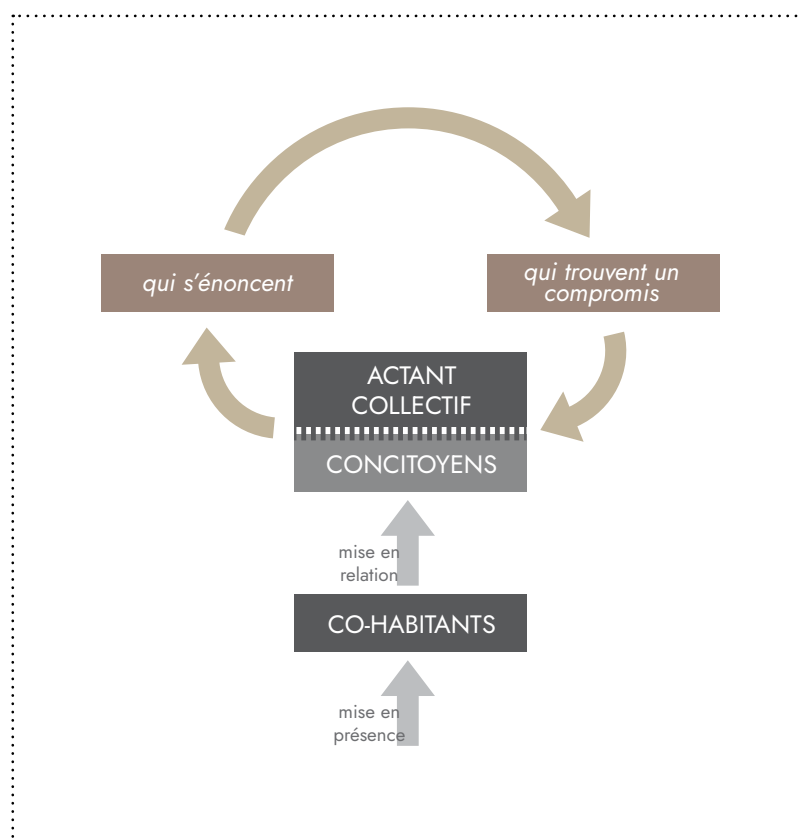 qui s'énoncent
qui trouvent un
compromis
ACTANT
COLLECTIF
CONCITOYENS
mise en
relation
CO-HABITANTS
mise en
présence